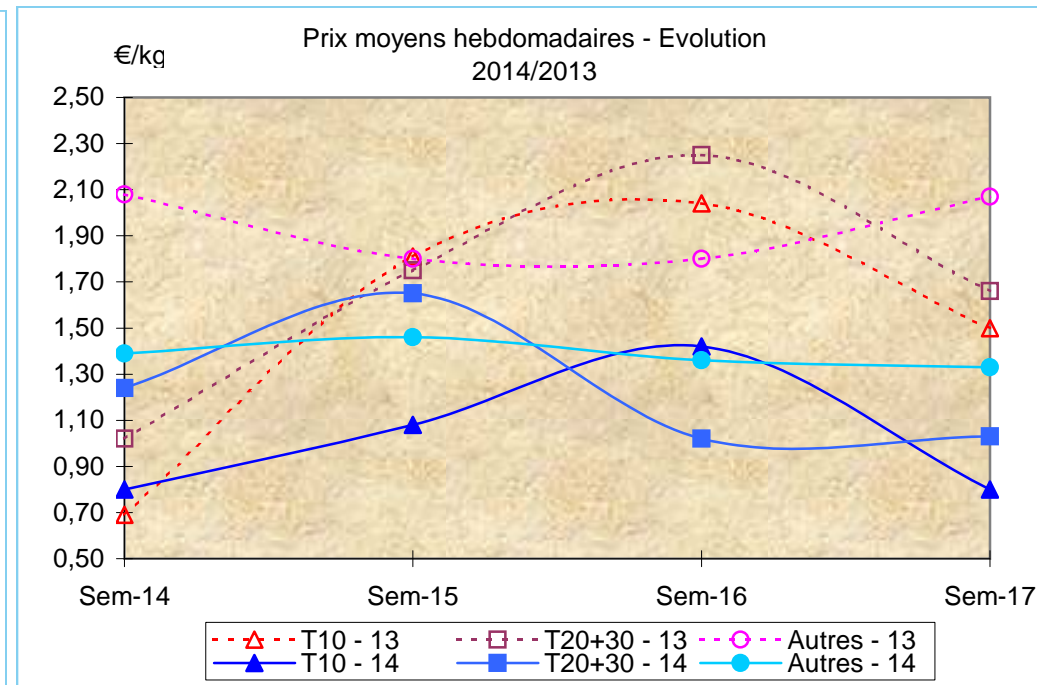 Prix moyens hebdomadaires - Evolution
2014/2013
€/kg
2,50
2,30
2,10
1,90
1,70
1,50
1,30
1,10
0,90
0,70
0,50
Sem-14 Sem-15 Sem-16 Sem-17
T10 - 13 T20+30 - 13 Autres - 13
T10 - 14 T20+30 - 14 Autres - 14